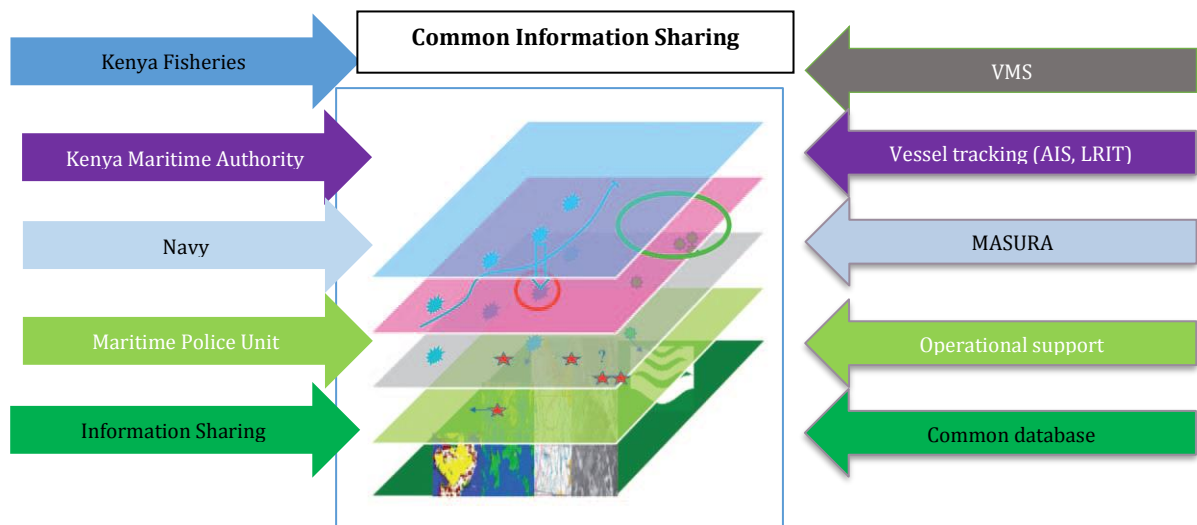 Common Information Sharing
Kenya Fisheries
VMS
Kenya Maritime Authority
Vessel tracking (AIS, LRIT)
Navy
MASURA
Maritime Police Unit
Operational support
?
Information Sharing
Common database